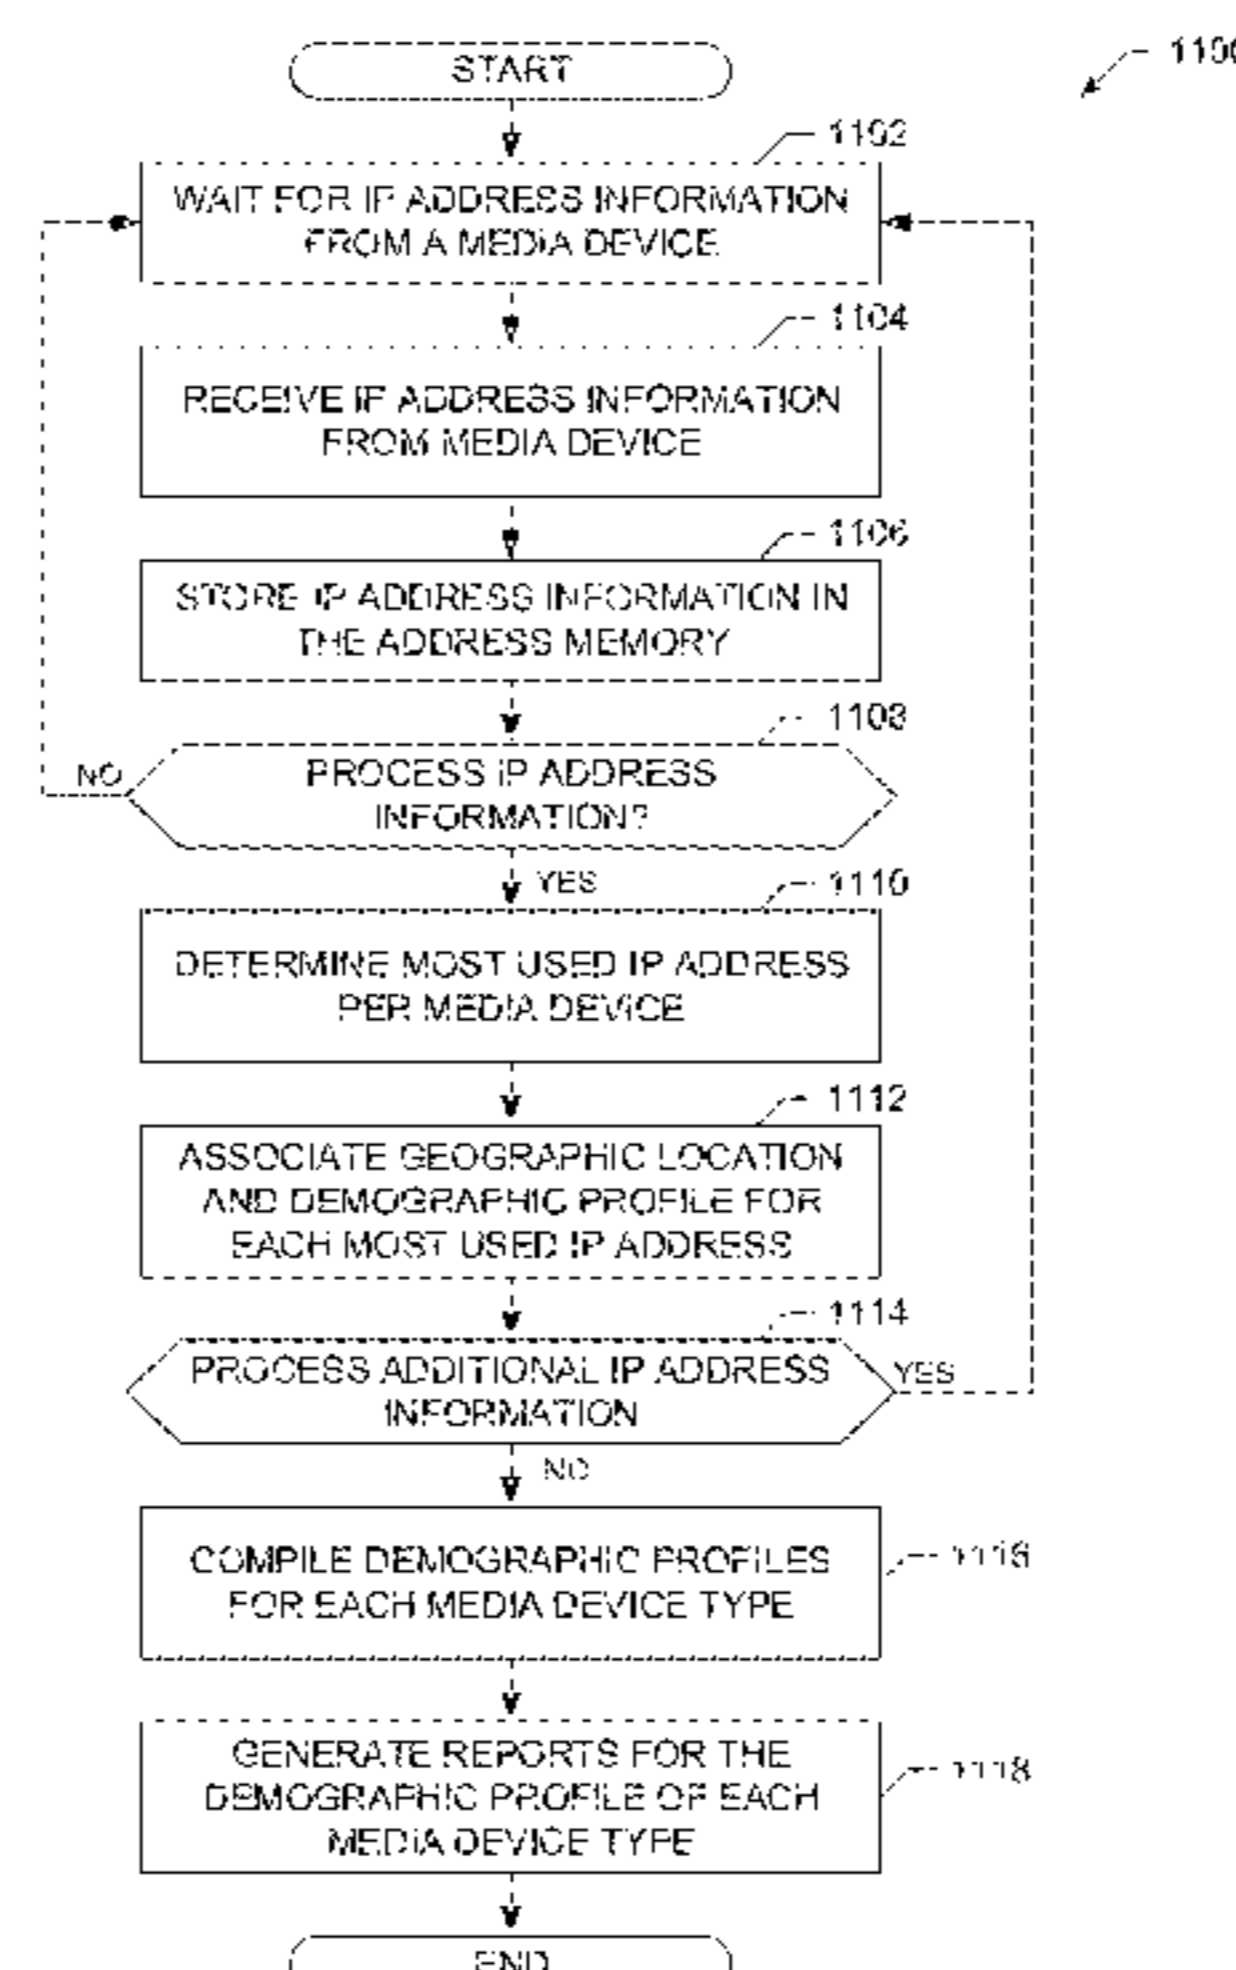 START
1100
1102
WAIT FOR IP ADDRESS INFORMATION
FROM A MEDIA DEVICE
1104
RECEIVE IP ADDRESS INFORMATION
FROM MEDIA DEVICE
1106
STORE IP ADDRESS INFORMATION IN
THE ADDRESS MEMORY
1108
NO
PROCESS IP ADDRESS
INFORMATION?
YES
1110
DETERMINE MOST USED IP ADDRESS
PER MEDIA DEVICE
1112
ASSOCIATE GEOGRAPHIC LOCATION
AND DEMOGRAPHIC PROFILE FOR
EACH MOST USED IP ADDRESS
1114
PROCESS ADDITIONAL IP ADDRESS
INFORMATION
YES
NO
COMPILE DEMOGRAPHIC PROFILES
FOR EACH MEDIA DEVICE TYPE
1116
GENERATE REPORTS FOR THE
DEMOGRAPHIC PROFILE OF EACH
MEDIA DEVICE TYPE
1118
END